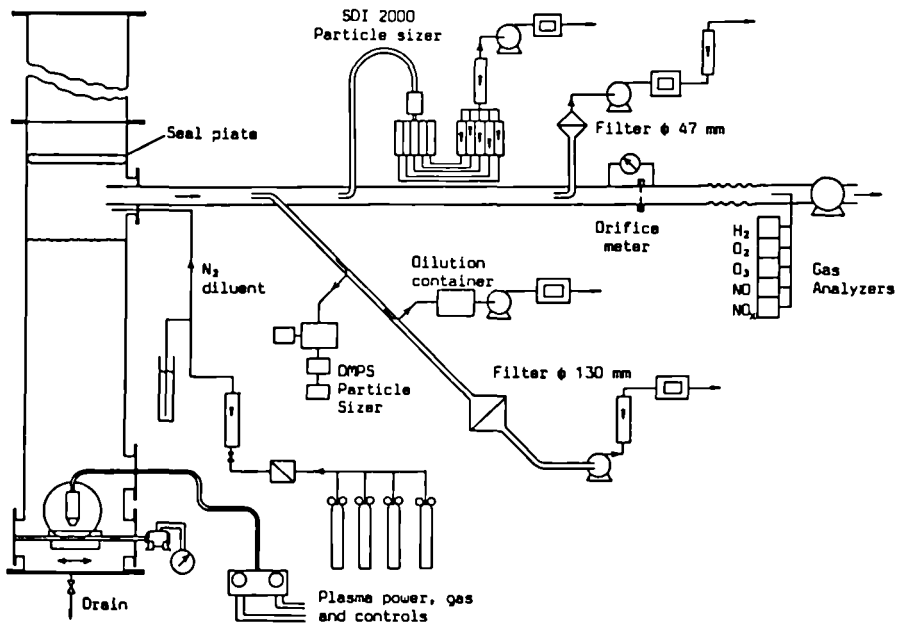 SDI 2000
Particle sizer
Seal plate
Filter ϕ 47 mm
Orifice
meter
H₂
O₂
O₃
NO
NOₓ
Gas
Analyzers
N₂
diluent
Dilution
container
DMPS
Particle
Sizer
Filter ϕ 130 mm
Plasma power, gas
and controls
Drain